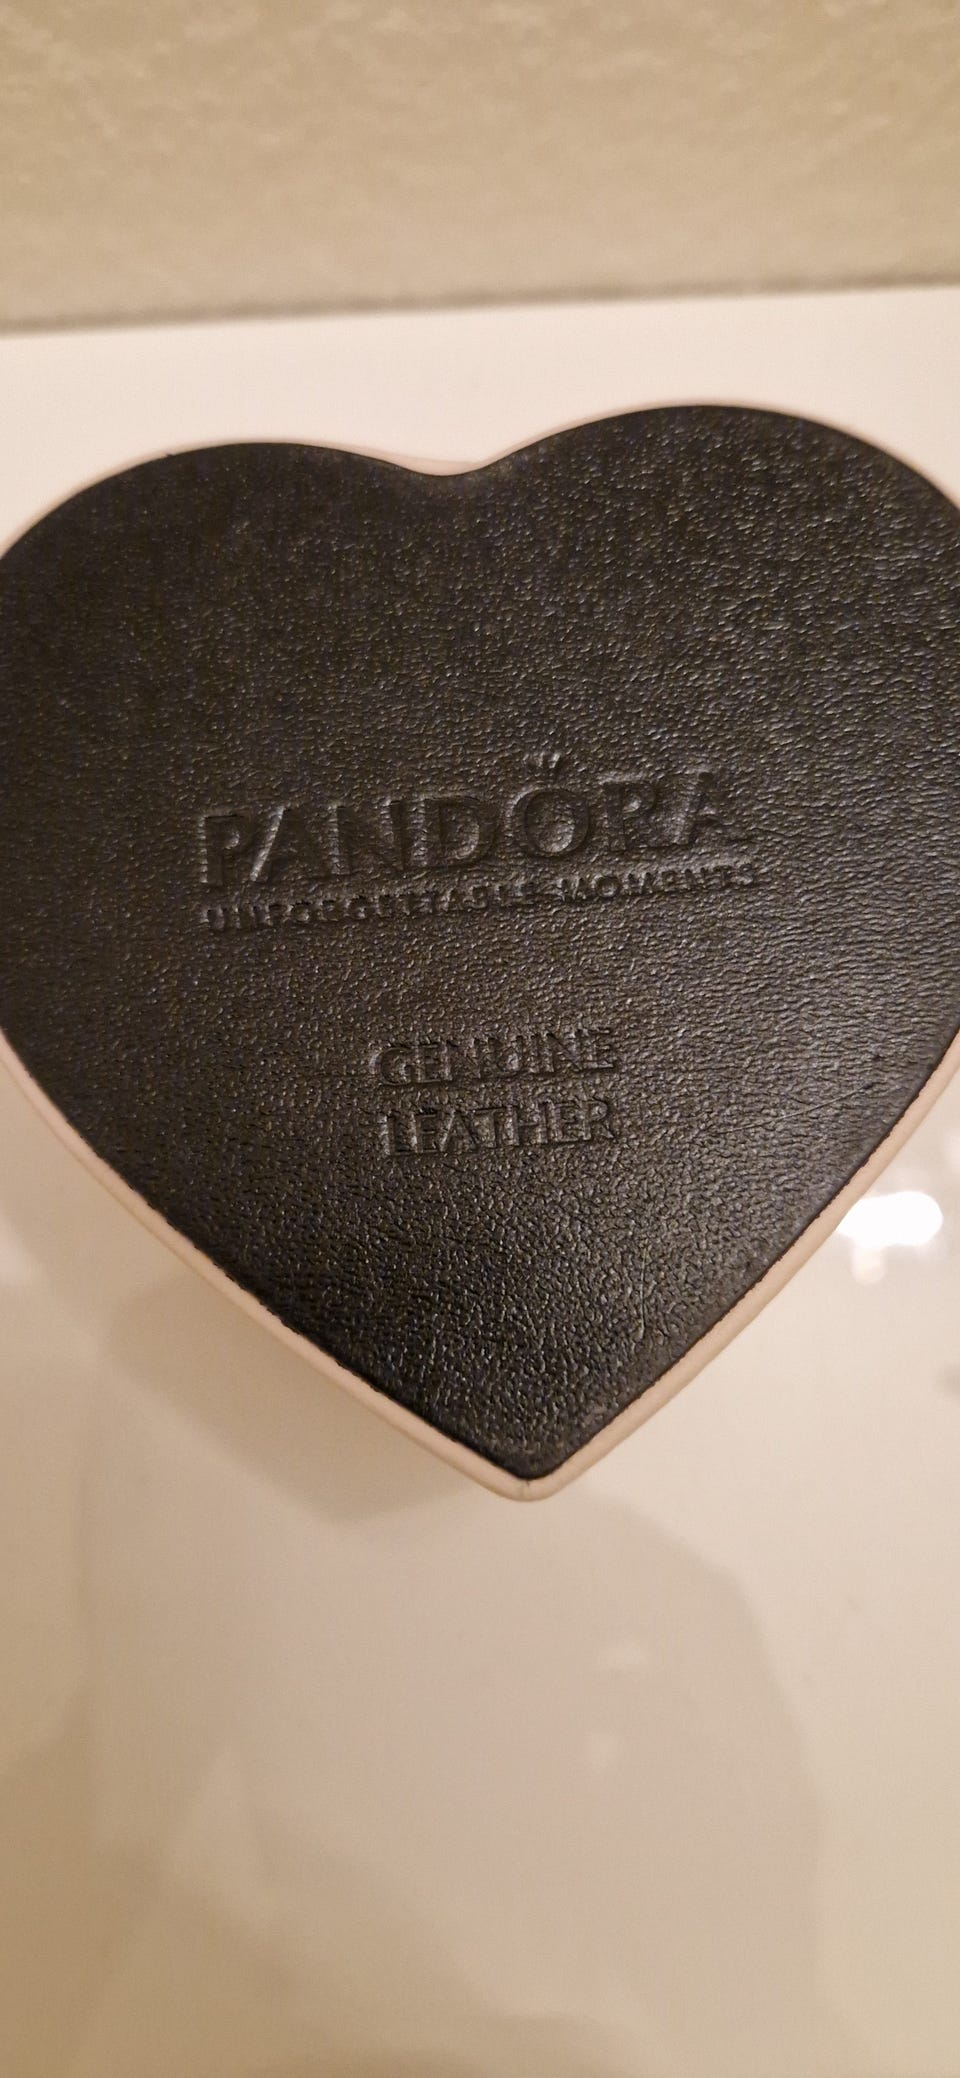 PANDORA
UNFORGETTABLE MOMENTS
GENUINE
LEATHER